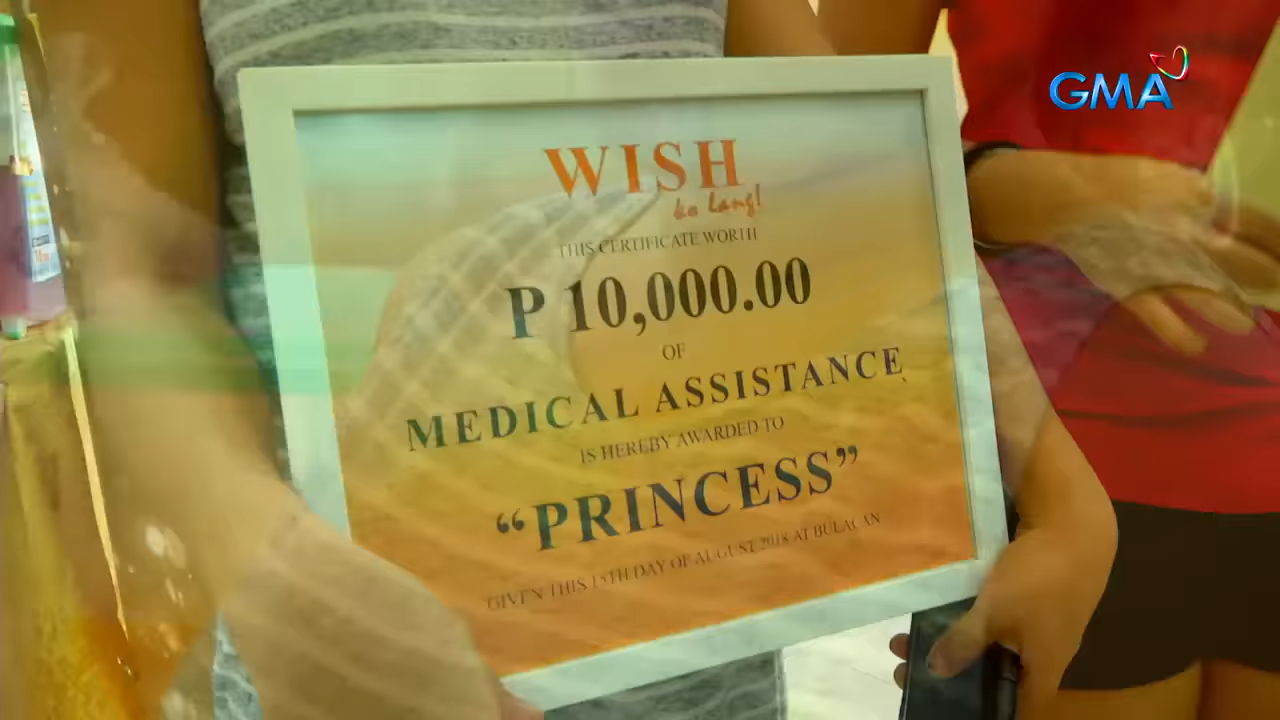 GMA
WISH
ko lang!
THIS CERTIFICATE WORTH
P 10,000.00
OF
MEDICAL ASSISTANCE
IS HEREBY AWARDED TO
“PRINCESS”
GIVEN THIS 15TH DAY OF AUGUST 2018 AT BULACAN